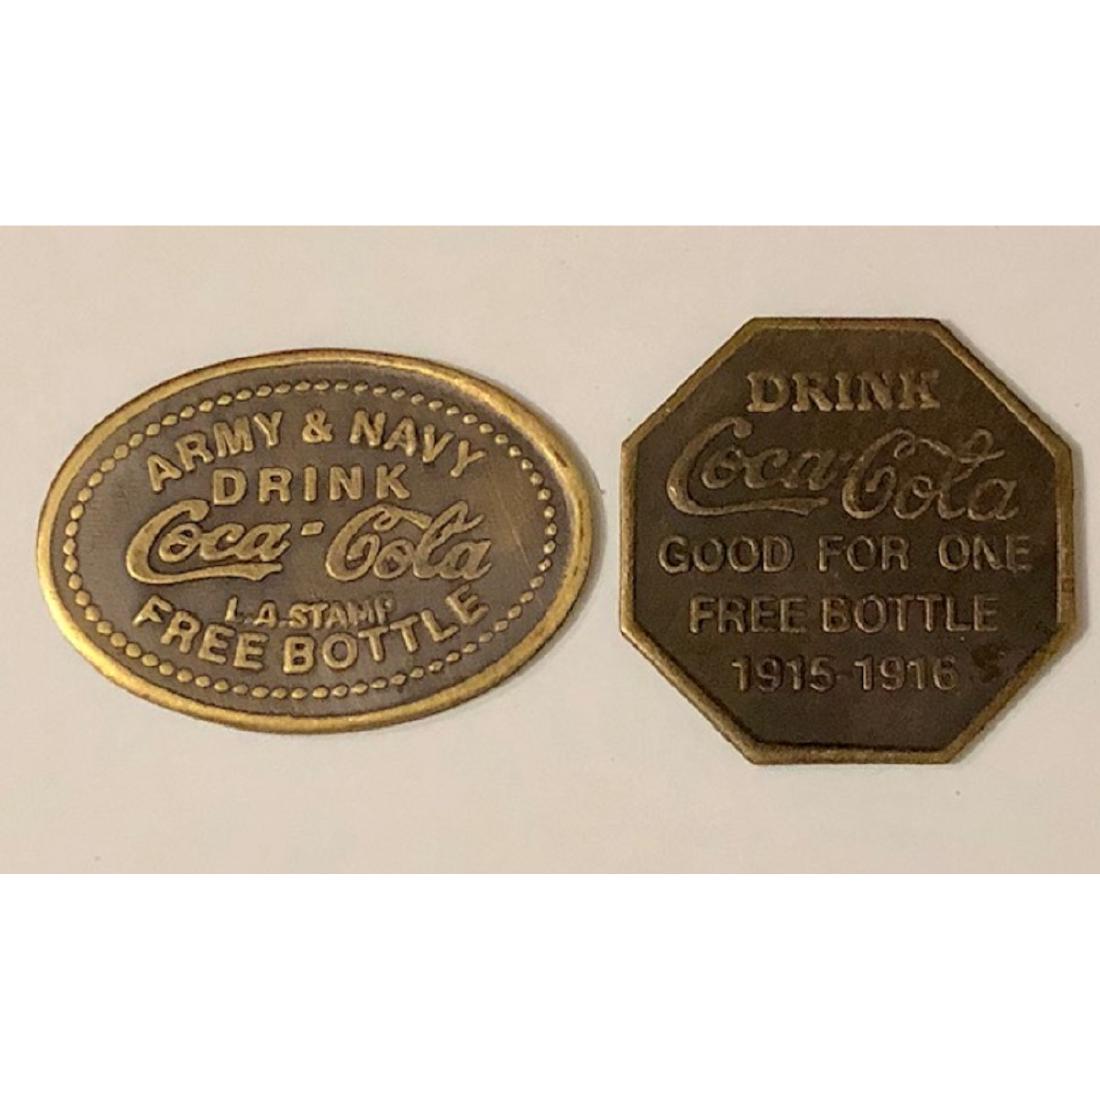 ARMY & NAVY
DRINK
Coca-Cola
L.A. STAMP
FREE BOTTLE
DRINK
Coca-Cola
GOOD FOR ONE
FREE BOTTLE
1915-1916